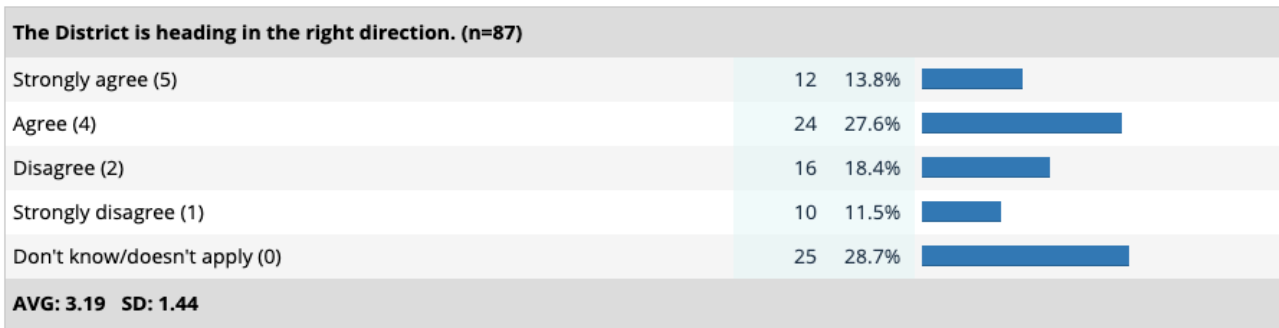 The District is heading in the right direction. (n=87)
Strongly agree (5) 12 13.8%
Agree (4) 24 27.6%
Disagree (2) 16 18.4%
Strongly disagree (1) 10 11.5%
Don't know/doesn't apply (0) 25 28.7%
AVG: 3.19 SD: 1.44